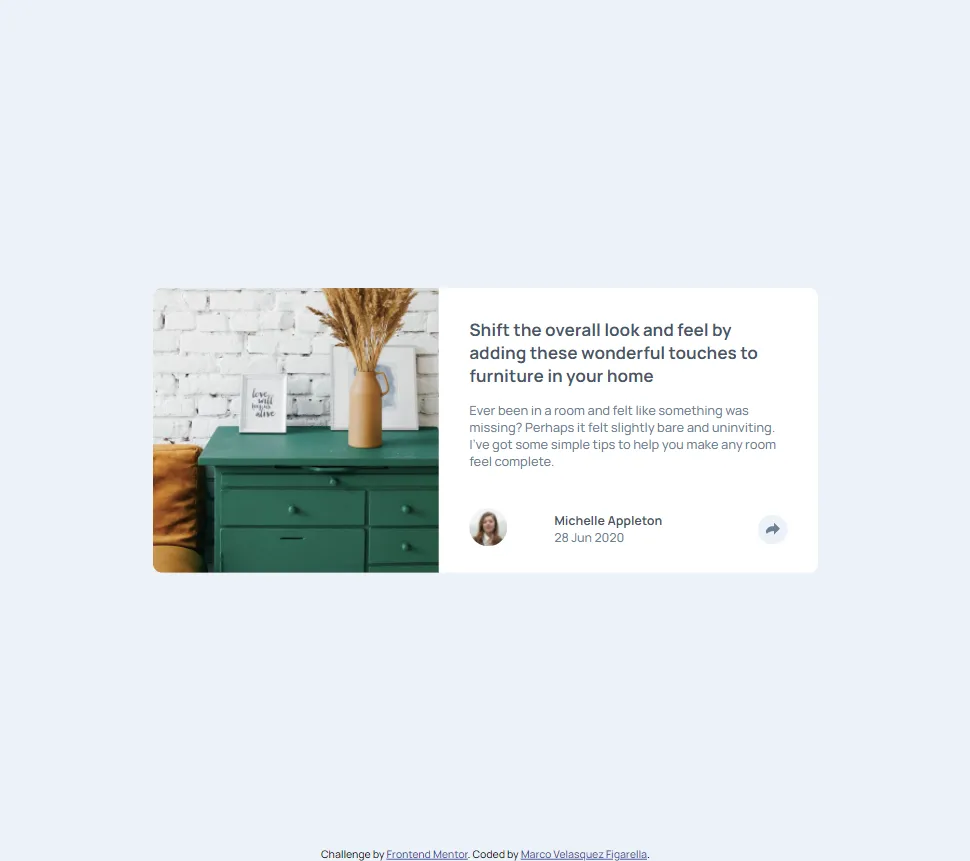 love
will
alive
Shift the overall look and feel by
adding these wonderful touches to
furniture in your home
Ever been in a room and felt like something was
missing? Perhaps it felt slightly bare and uninviting.
I've got some simple tips to help you make any room
feel complete.
Michelle Appleton
28 Jun 2020
Challenge by Frontend Mentor. Coded by Marco Velasquez Figarella.